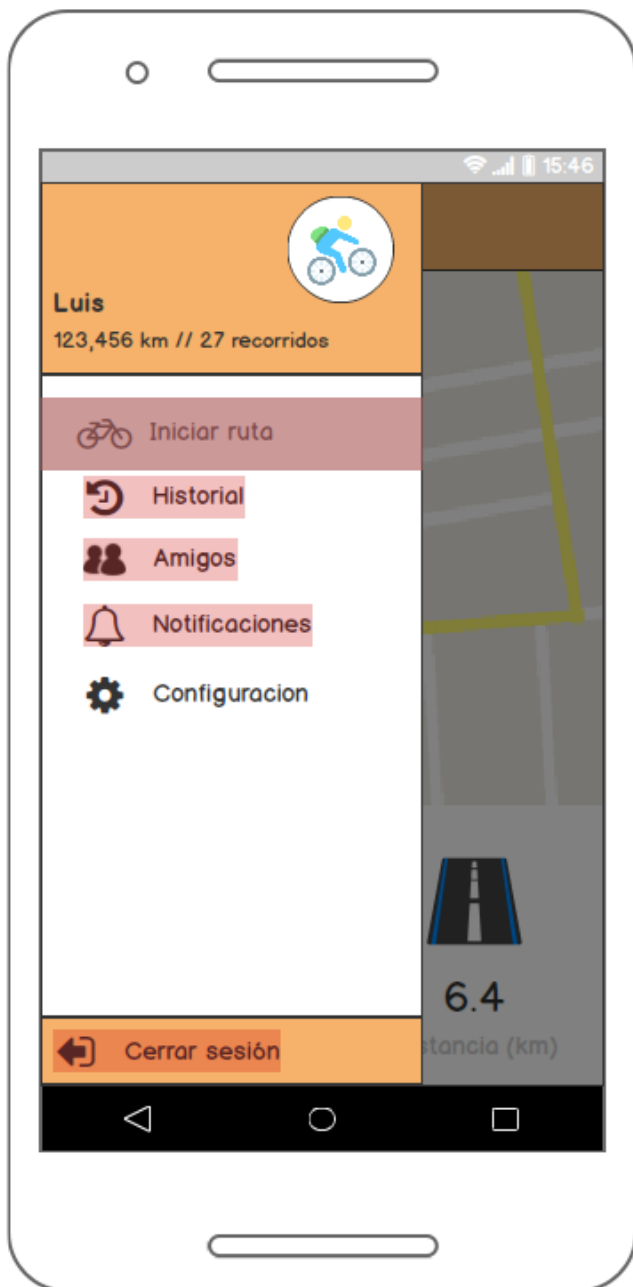 15:46
Luis
123,456 km // 27 recorridos
Iniciar ruta
Historial
Amigos
Notificaciones
Configuracion
6.4
stancia (km)
Cerrar sesión